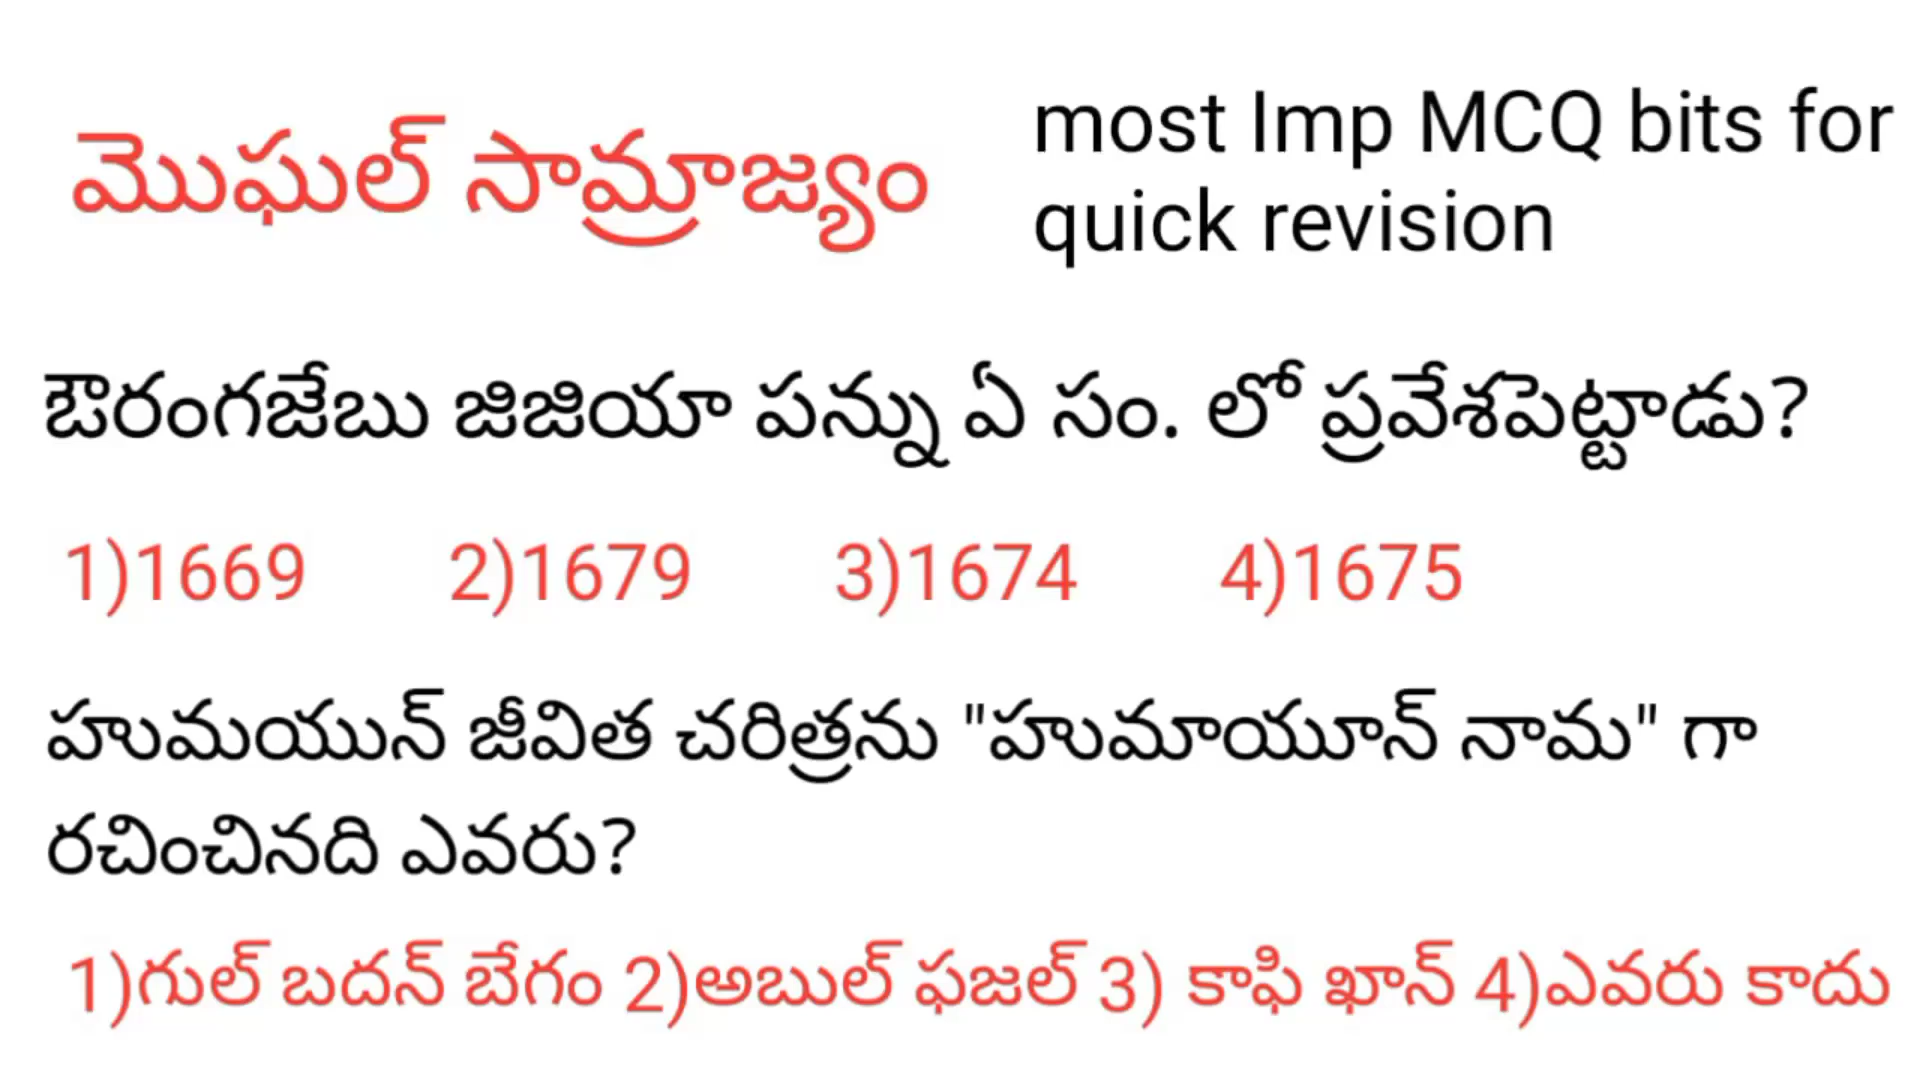 మొఘల్ సామ్రాజ్యం
most Imp MCQ bits for
quick revision
ఔరంగజేబు జిజియా పన్ను ఏ సం. లో ప్రవేశపెట్టాడు?
1)1669 2)1679 3)1674 4)1675
హుమయున్ జీవిత చరిత్రను "హుమాయూన్ నామ" గా
రచించినది ఎవరు?
1)గుల్ బదన్ బేగం 2)అబుల్ ఫజల్ 3) కాఫి ఖాన్ 4)ఎవరు కాదు